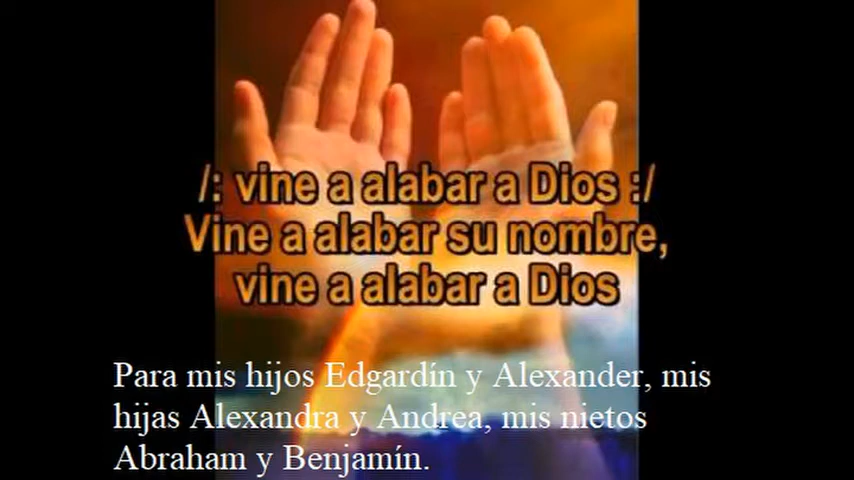 /: vine a alabar a Dios :/
Vine a alabar su nombre,
vine a alabar a Dios
Para mis hijos Edgardín y Alexander, mis
hijas Alexandra y Andrea, mis nietos
Abraham y Benjamín.